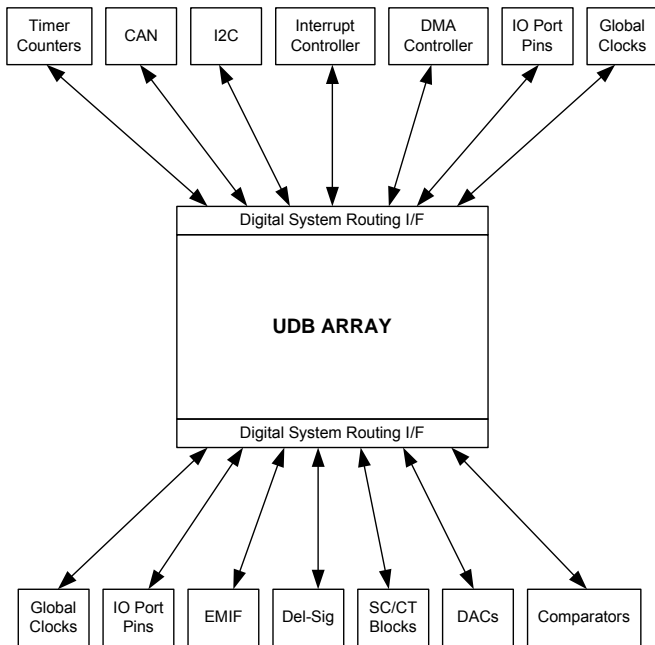 Timer
Counters
CAN
I2C
Interrupt
Controller
DMA
Controller
IO Port
Pins
Global
Clocks
Digital System Routing I/F
UDB ARRAY
Digital System Routing I/F
Global
Clocks
IO Port
Pins
EMIF
Del-Sig
SC/CT
Blocks
DACs
Comparators